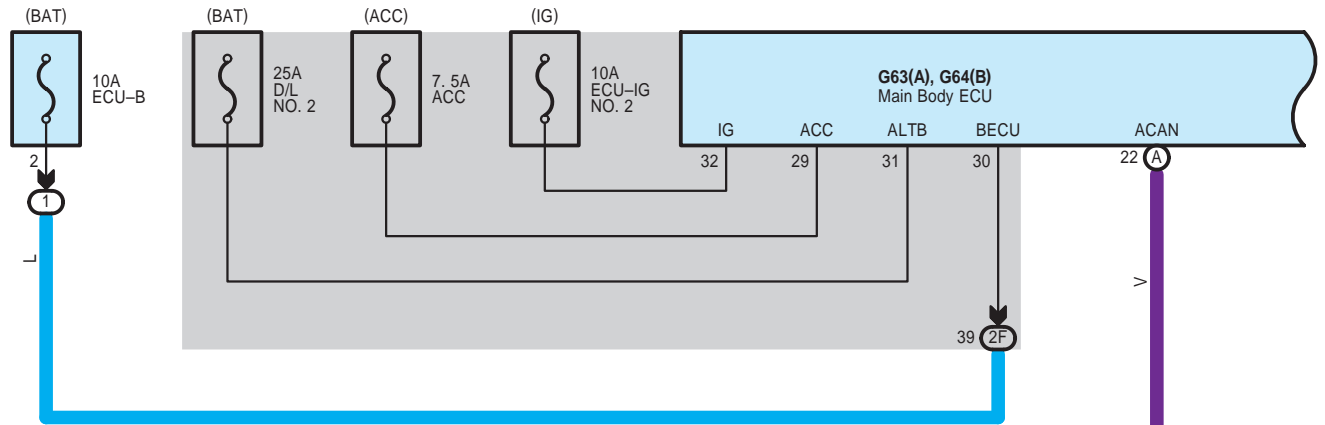 (BAT) (BAT) (ACC) (IG)
10A
ECU–B
25A
D/L
NO. 2
7. 5A
ACC
10A
ECU–IG
NO. 2
G63(A), G64(B)
Main Body ECU
IG ACC ALTB BECU ACAN
2 32 29 31 30 22 A
1
L
V
39 2F